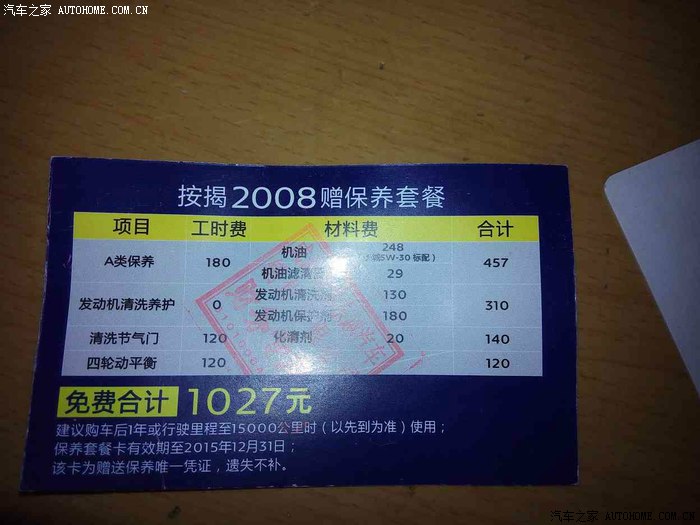 汽车之家 AUTOHOME.COM.CN
按揭2008赠保养套餐
项目 工时费 材料费 合计
A类保养 180 机油 248 457
5W-30 标配）
机油滤清器 29
发动机清洗养护 0 发动机清洗剂 130 310
发动机保护剂 180
清洗节气门 120 化清剂 20 140
四轮动平衡 120 120
免费合计 1027元
建议购车后1年或行驶里程至15000公里时（以先到为准）使用；
保养套餐卡有效期至2015年12月31日；
该卡为赠送保养唯一凭证，遗失不补。
汽车之家 AUTOHOME.COM.CN